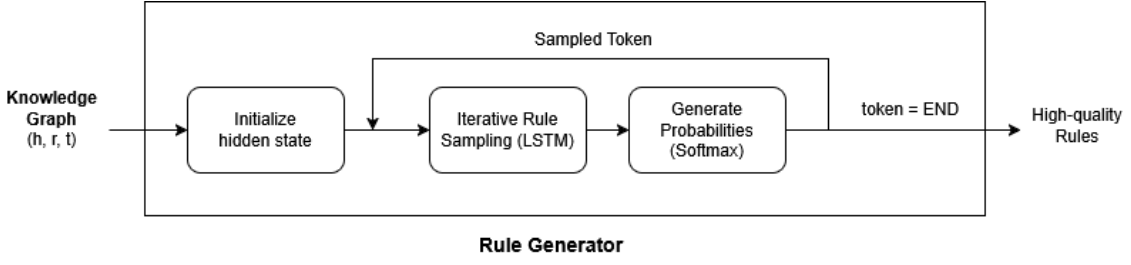 Sampled Token
Knowledge
Graph
(h, r, t)
Initialize
hidden state
Iterative Rule
Sampling (LSTM)
Generate
Probabilities
(Softmax)
token = END
High-quality
Rules
Rule Generator